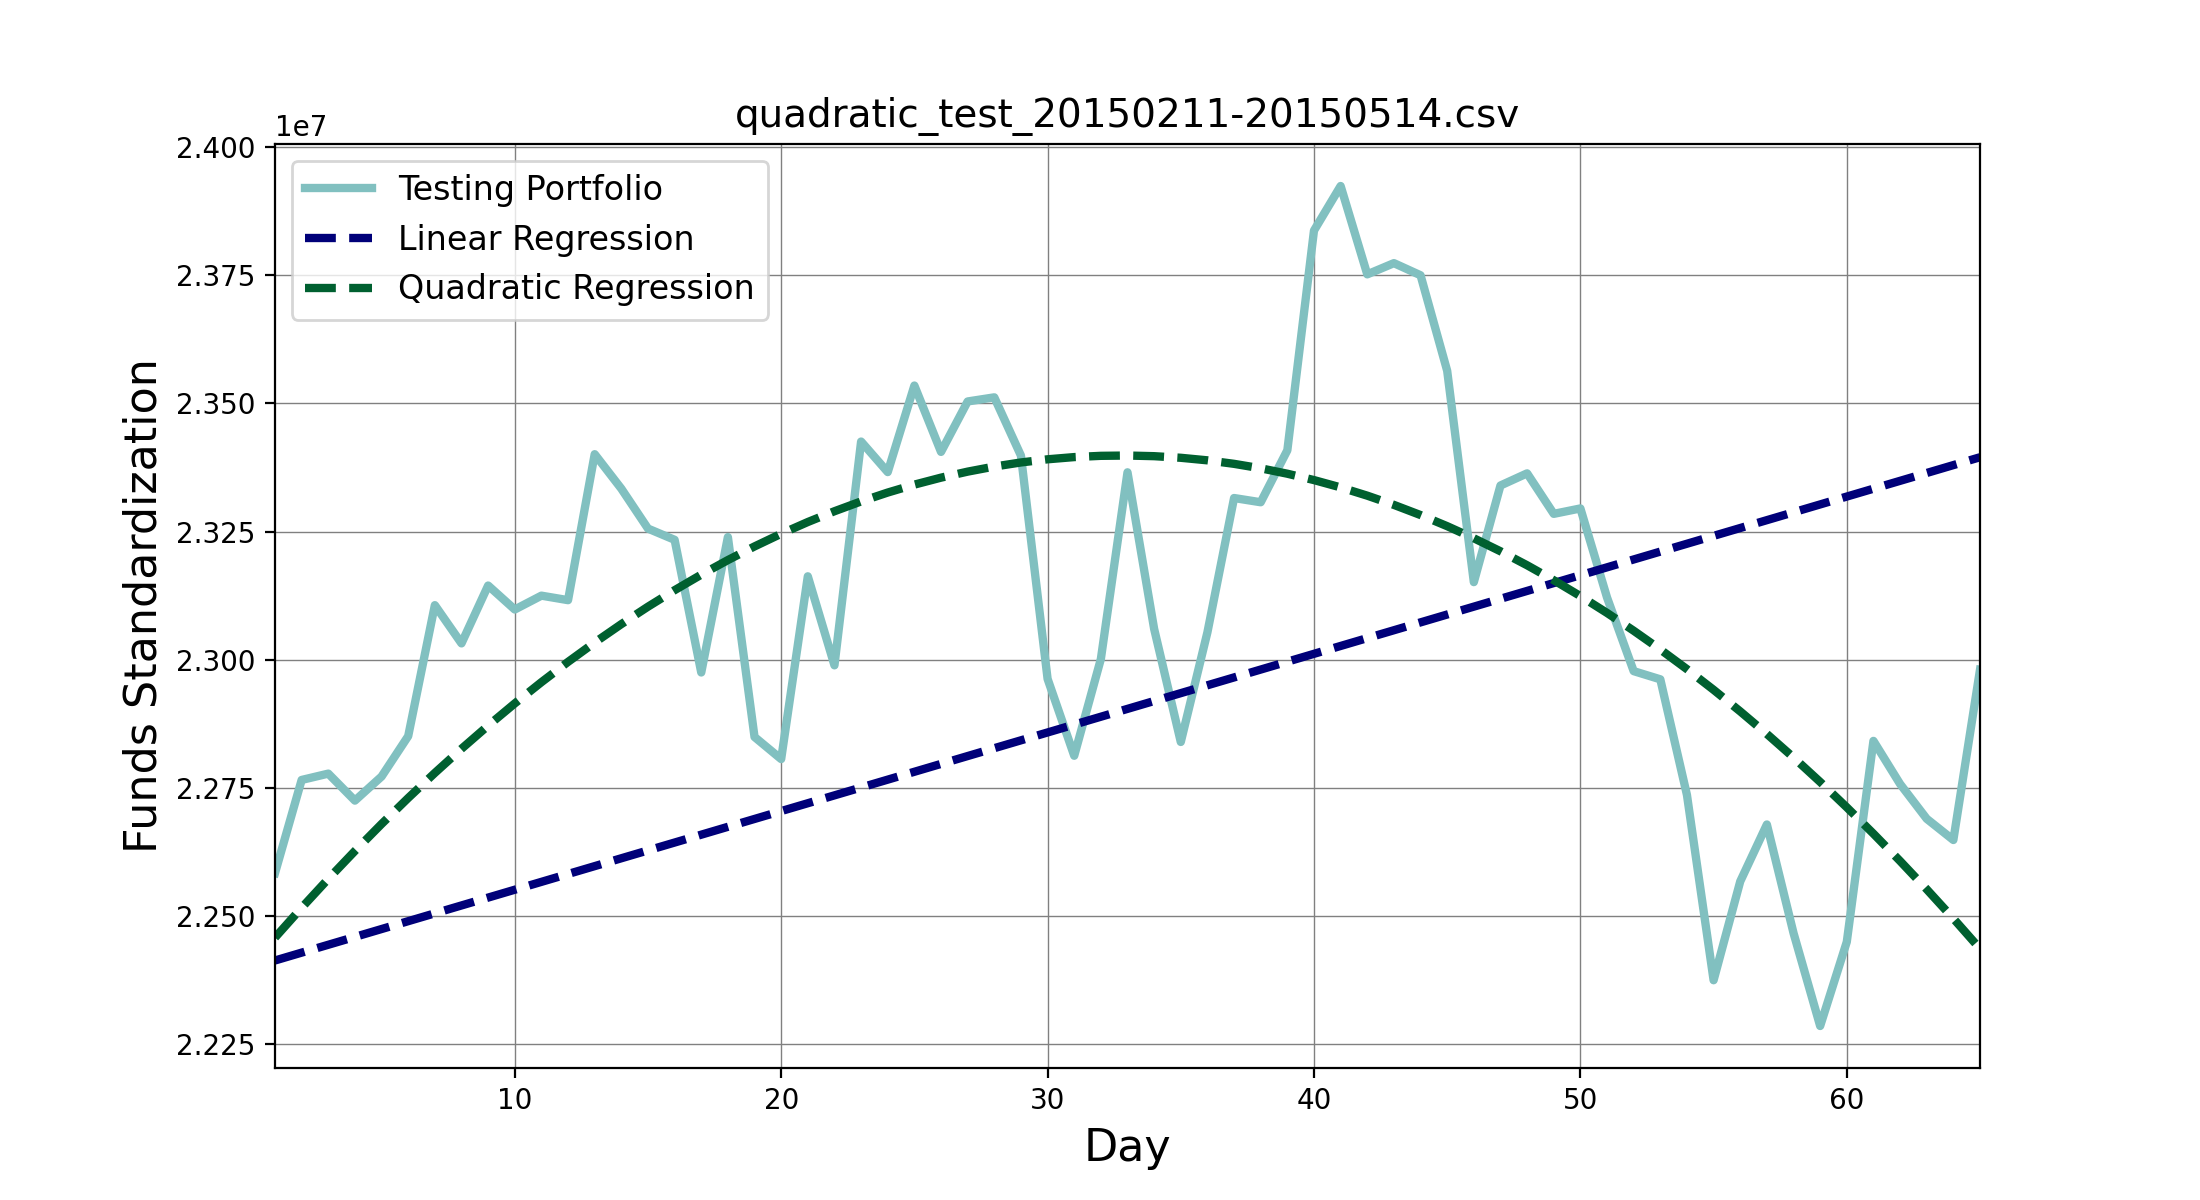 quadratic_test_20150211-20150514.csv
1e7
2.400
2.375
2.350
2.325
2.300
2.275
2.250
2.225
Funds Standardization
Testing Portfolio
Linear Regression
Quadratic Regression
10 20 30 40 50 60
Day